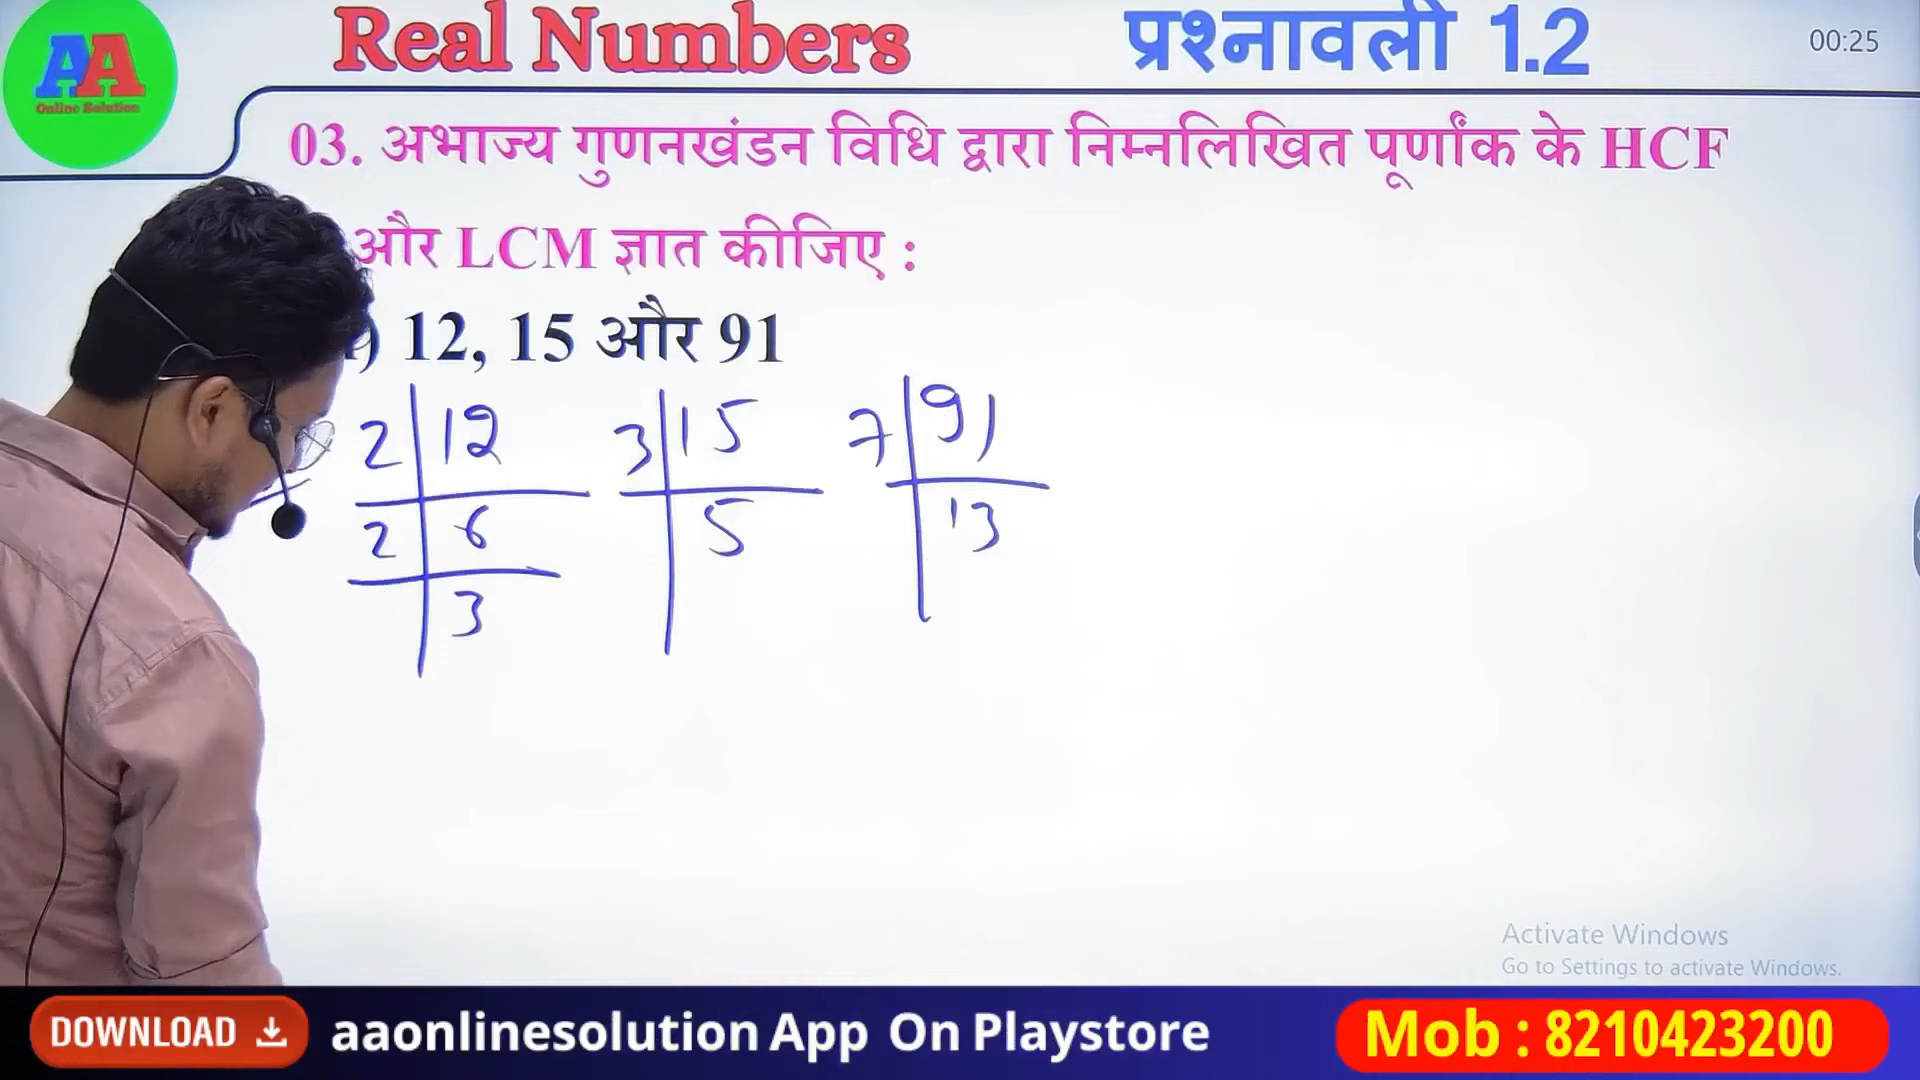 AA
Online Solution
Real Numbers
प्रश्नावली 1.2
00:25
03. अभाज्य गुणनखंडन विधि द्वारा निम्नलिखित पूर्णांक के HCF
और LCM ज्ञात कीजिए :
) 12, 15 और 91
2 12
2 6
3
3 15
5
7 91
13
Activate Windows
Go to Settings to activate Windows.
DOWNLOAD
aaonlinesolution App On Playstore
Mob : 8210423200